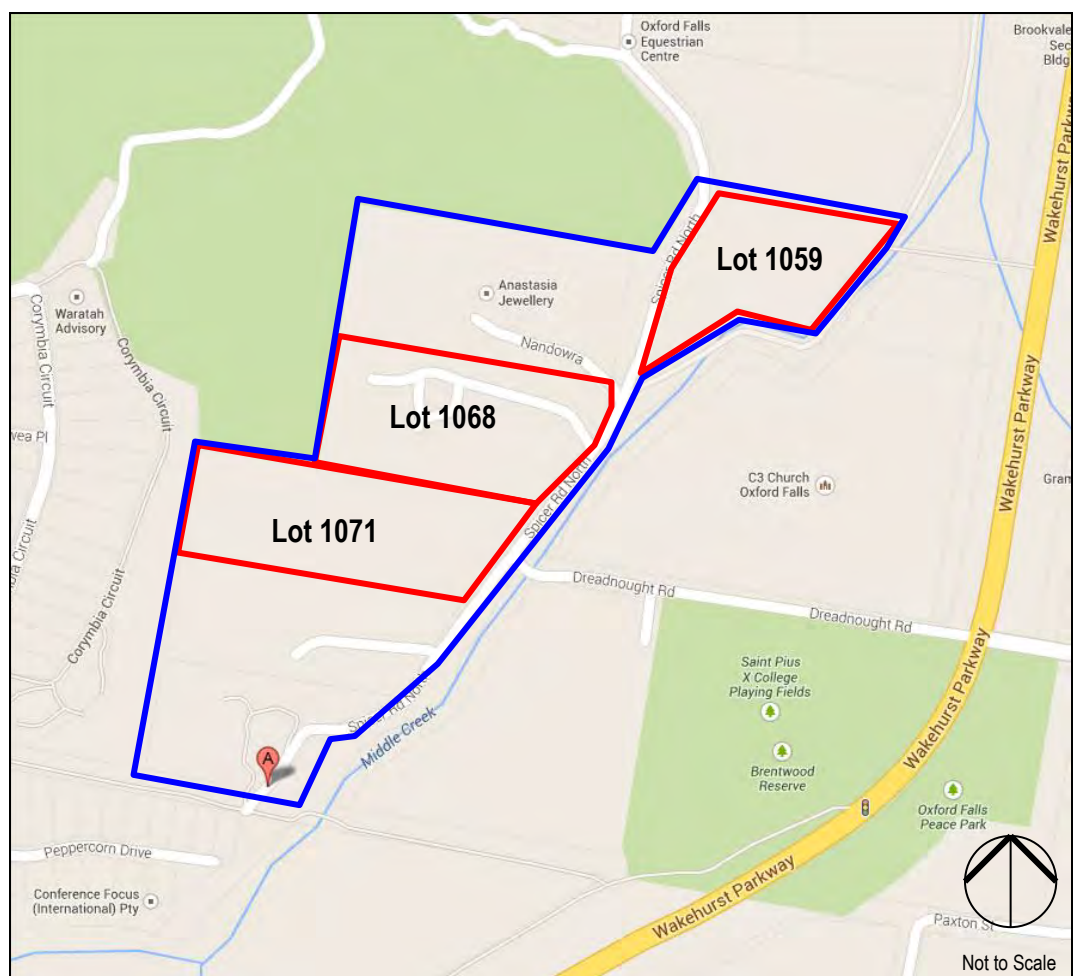 Oxford Falls
Equestrian
Centre
Brookvale
Sec
Bldg
Wakehurst Parkway
Spicer Rd North
Lot 1059
Anastasia
Jewellery
Waratah
Advisory
Corymbia Circuit
Corymbia Circuit
Nandowra
Lot 1068
C3 Church
Oxford Falls
Gran
Wakehurst Parkway
Spicer Rd North
Lot 1071
Dreadnought Rd
Dreadnought Rd
Corymbia Circuit
Saint Pius
X College
Playing Fields
Wakehurst Parkway
Spicer Rd North
Middle Creek
A
Brentwood
Reserve
Oxford Falls
Peace Park
Peppercorn Drive
Conference Focus
(International) Pty
Wakehurst Parkway
Paxton St
Not to Scale